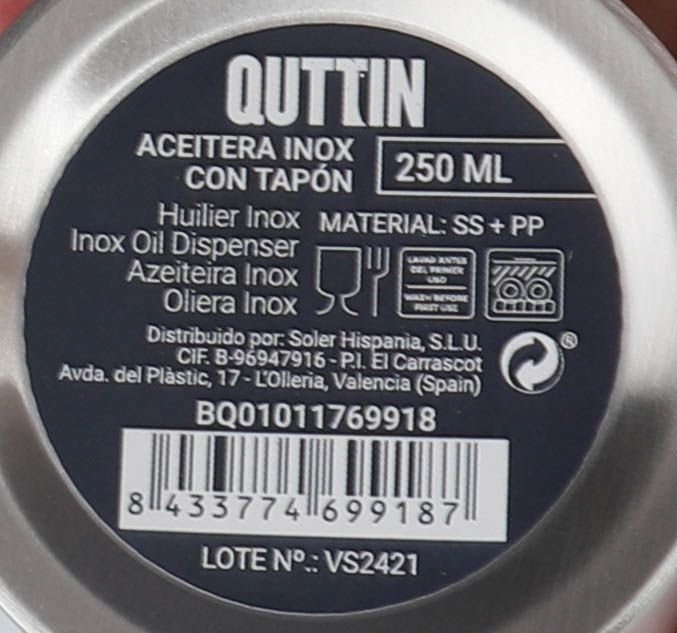 QUTTIN
ACEITERA INOX
CON TAPÓN
250 ML
Huilier Inox
Inox Oil Dispenser
Azeiteira Inox
Oliera Inox
MATERIAL: SS + PP
LAVAR ANTES
DEL PRIMER
USO
WASH BEFORE
FIRST USE
Distribuido por: Soler Hispania, S.L.U.
CIF. B-96947916 - P.I. El Carrascot
Avda. del Plàstic, 17 - L'Olleria, Valencia (Spain)
®
BQ01011769918
8 433774 699187
LOTE Nº.: VS2421